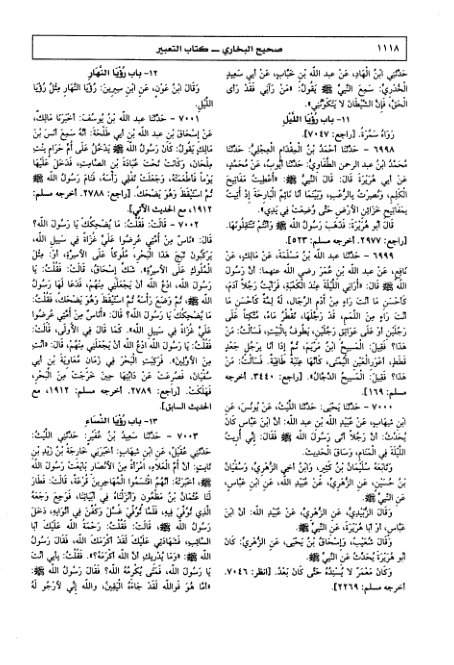 ١١١٨
صحيح البخاري — كتاب التعبير
حَدَّثَنِي ابْنُ الْهَادِ، عَنْ عبد اللّه بْنِ خَبَّابٍ، عَنْ أَبِي سَعِيدٍ
الْخُدْرِيِّ: سَمِعَ النَّبِيَّ ﷺ يَقُولُ: «مَنْ رَآنِي فَقَدْ رَأَى
الْحَقَّ، فَإِنَّ الشَّيْطَانَ لَا يَتَكَوَّنُنِي».
١١- باب رُؤْيَا اللَّيْلِ
رَوَاهُ سَمُرَةُ. [راجع: ٧٠٤٧].
٦٩٩٨ - حَدَّثَنَا أَحْمَدُ بْنُ الْمِقْدَامِ الْعِجْلِيُّ: حَدَّثَنَا
مُحَمَّدُ ابْنُ عبد الرحمن الطُّفَاوِيُّ: حَدَّثَنَا أَيُّوبُ، عَنْ مُحَمَّدٍ،
عَنْ أَبِي هُرَيْرَةَ قَالَ: قَالَ النَّبِيُّ ﷺ: «أُعْطِيتُ مَفَاتِيحَ
الْكَلِمِ، وَنُصِرْتُ بِالرُّعْبِ، وَبَيْنَمَا أَنَا نَائِمٌ الْبَارِحَةَ إِذْ أُتِيتُ
بِمَفَاتِيحِ خَزَائِنِ الْأَرْضِ حَتَّى وُضِعَتْ فِي يَدِي».
قَالَ أَبو هُرَيْرَةَ: فَذَهَبَ رَسُولُ اللّه ﷺ وَأَنْتُمْ تَنْتَقِلُونَهَا.
[راجع: ٢٩٧٧. أخرجه مسلم: ٥٢٣].
٦٩٩٩ - حَدَّثَنَا عبد اللّه بْنُ مَسْلَمَةَ، عَنْ مَالِكٍ، عَنْ
نَافِعٍ، عَنْ عبد اللّه بْنِ عُمَرَ رضي اللّه عنهما: أَنَّ رَسُولَ
اللّه ﷺ قَالَ: «أُرَانِي اللَّيْلَةَ عِنْدَ الْكَعْبَةِ، فَرَأَيْتُ رَجُلًا آدَمَ،
كَأَحْسَنِ مَا أَنْتَ رَاءٍ مِنْ أُدْمِ الرِّجَالِ، لَهُ لِمَّةٌ كَأَحْسَنِ مَا
أَنْتَ رَاءٍ مِنَ اللِّمَمِ، قَدْ رَجَّلَهَا، تَقْطُرُ مَاءً، مُتَّكِئًا عَلَى
رَجُلَيْنِ أَوْ عَلَى عَوَاتِقِ رَجُلَيْنِ، يَطُوفُ بِالْبَيْتِ، فَسَأَلْتُ: مَنْ
هَذَا؟ فَقِيلَ: الْمَسِيحُ ابْنُ مَرْيَمَ، ثُمَّ إِذَا أَنَا بِرَجُلٍ جَعْدٍ
قَطَطٍ، أَعْوَرِ الْعَيْنِ الْيُمْنَى، كَأَنَّهَا عِنَبَةٌ طَافِيَةٌ. فَسَأَلْتُ: مَنْ
هَذَا؟ فَقِيلَ: الْمَسِيحُ الدَّجَّالُ». [راجع: ٣٤٤٠. أخرجه
مسلم: ١٦٩].
٧٠٠٠ - حَدَّثَنَا يَحْيَى: حَدَّثَنَا اللَّيْثُ، عَنْ يُونُسَ، عَنِ
ابْنِ شِهَابٍ، عَنْ عُبَيْدِ اللَّهِ بْنِ عبد اللّه: أَنَّ ابْنَ عَبَّاسٍ كَانَ
يُحَدِّثُ: أَنَّ رَجُلًا أَتَى رَسُولَ اللّه ﷺ فَقَالَ: إِنِّي أُرِيتُ
اللَّيْلَةَ فِي الْمَنَامِ، وَسَاقَ الْحَدِيثَ.
وَتَابَعَهُ سُلَيْمَانُ بْنُ كَثِيرٍ، وَابْنُ أَخِي الزُّهْرِيِّ، وَسُفْيَانُ
بْنُ حُسَيْنٍ، عَنِ الزُّهْرِيِّ، عَنْ عُبَيْدِ اللّه، عَنِ ابْنِ عَبَّاسٍ،
عَنِ النَّبِيِّ ﷺ.
وَقَالَ الزُّبَيْدِيُّ، عَنِ الزُّهْرِيِّ، عَنْ عُبَيْدِ اللّه: أَنَّ ابْنَ
عَبَّاسٍ، أَوْ أَبَا هُرَيْرَةَ، عَنِ النَّبِيِّ ﷺ.
وَقَالَ شُعَيْبٌ، وَإِسْحَاقُ بْنُ يَحْيَى، عَنِ الزُّهْرِيِّ: كَانَ
أَبُو هُرَيْرَةَ يُحَدِّثُ عَنِ النَّبِيِّ ﷺ.
وَكَانَ مَعْمَرٌ لَا يُسْنِدُهُ حَتَّى كَانَ بَعْدُ. [انظر: ٧٠٤٦.
أخرجه مسلم: ٢٢٦٩].
١٢- باب رُؤْيَا النَّهَارِ
وَقَالَ ابْنُ عَوْنٍ، عَنِ ابْنِ سِيرِينَ: رُؤْيَا النَّهَارِ مِثْلُ رُؤْيَا
اللَّيْلِ.
٧٠٠١ - حَدَّثَنَا عبد اللّه بْنُ يُوسُفَ: أَخْبَرَنَا مَالِكٌ،
عَنْ إِسْحَاقَ بْنِ عبد اللّه بْنِ أَبِي طَلْحَةَ: أَنَّهُ سَمِعَ أَنَسَ بْنَ
مَالِكٍ يَقُولُ: كَانَ رَسُولُ اللّه ﷺ يَدْخُلُ عَلَى أُمِّ حَرَامٍ بِنْتِ
مِلْحَانَ، وَكَانَتْ تَحْتَ عُبَادَةَ بْنِ الصَّامِتِ، فَدَخَلَ عَلَيْهَا
يَوْمًا فَأَطْعَمَتْهُ، وَجَعَلَتْ تَفْلِي رَأْسَهُ، فَنَامَ رَسُولُ اللّه ﷺ
ثُمَّ اسْتَيْقَظَ وَهُوَ يَضْحَكُ. [راجع: ٢٧٨٨. أخرجه مسلم:
١٩١٢، مع الحديث الآتي].
٧٠٠٢ - قَالَتْ: فَقُلْتُ: مَا يُضْحِكُكَ يَا رَسُولَ اللّه؟
قَالَ: «نَاسٌ مِنْ أُمَّتِي عُرِضُوا عَلَيَّ غُزَاةً فِي سَبِيلِ اللّه،
يَرْكَبُونَ ثَبَجَ هَذَا الْبَحْرِ، مُلُوكًا عَلَى الْأَسِرَّةِ، أَوْ: مِثْلَ
الْمُلُوكِ عَلَى الْأَسِرَّةِ». شَكَّ إِسْحَاقُ، قَالَتْ: فَقُلْتُ: يَا
رَسُولَ اللّه، ادْعُ اللّه أَنْ يَجْعَلَنِي مِنْهُمْ، فَدَعَا لَهَا رَسُولُ اللّه
ﷺ، ثُمَّ وَضَعَ رَأْسَهُ ثُمَّ اسْتَيْقَظَ وَهُوَ يَضْحَكُ، فَقُلْتُ:
مَا يُضْحِكُكَ يَا رَسُولَ اللّه؟ قَالَ: «نَاسٌ مِنْ أُمَّتِي عُرِضُوا
عَلَيَّ غُزَاةً فِي سَبِيلِ اللّه». كَمَا قَالَ فِي الْأُولَى، قَالَتْ:
فَقُلْتُ: يَا رَسُولَ اللّه ادْعُ اللّه أَنْ يَجْعَلَنِي مِنْهُمْ، قَالَ: «أَنْتِ
مِنَ الْأَوَّلِينَ». فَرَكِبَتِ الْبَحْرَ فِي زَمَانِ مُعَاوِيَةَ بْنِ أَبِي
سُفْيَانَ، فَصُرِعَتْ عَنْ دَابَّتِهَا حِينَ خَرَجَتْ مِنَ الْبَحْرِ،
فَهَلَكَتْ. [راجع: ٢٧٨٩. أخرجه مسلم: ١٩١٢، مع
الحديث السابق].
١٣- باب رُؤْيَا النِّسَاءِ
٧٠٠٣ - حَدَّثَنَا سَعِيدُ بْنُ عُفَيْرٍ: حَدَّثَنِي اللَّيْثُ:
حَدَّثَنِي عُقَيْلٌ، عَنِ ابْنِ شِهَابٍ: أَخْبَرَنِي خَارِجَةُ بْنُ زَيْدِ بْنِ
ثَابِتٍ: أَنَّ أُمَّ الْعَلَاءِ، امْرَأَةً مِنَ الْأَنْصَارِ بَايَعَتْ رَسُولَ اللّه
ﷺ، أَخْبَرَتْهُ: أَنَّهُمُ اقْتَسَمُوا الْمُهَاجِرِينَ قُرْعَةً، قَالَتْ: فَطَارَ
لَنَا عُثْمَانُ بْنُ مَظْعُونٍ وَأَنْزَلْنَاهُ فِي أَبْيَاتِنَا، فَوَجِعَ وَجَعَهُ
الَّذِي تُوُفِّيَ فِيهِ، فَلَمَّا تُوُفِّيَ غُسِّلَ وَكُفِّنَ فِي أَثْوَابِهِ، دَخَلَ
رَسُولُ اللّه ﷺ، قَالَتْ: فَقُلْتُ: رَحْمَةُ اللّه عَلَيْكَ أَبَا
السَّائِبِ، فَشَهَادَتِي عَلَيْكَ لَقَدْ أَكْرَمَكَ اللّه، فَقَالَ رَسُولُ اللّه
ﷺ: «وَمَا يُدْرِيكِ أَنَّ اللّه أَكْرَمَهُ؟». فَقُلْتُ: بِأَبِي أَنْتَ
يَا رَسُولَ اللّه، فَمَتَى يُكْرِمُهُ اللّه؟ فَقَالَ رَسُولُ اللّه ﷺ:
«أَمَّا هُوَ فَوَاللّه لَقَدْ جَاءَهُ الْيَقِينُ، وَاللّه إِنِّي لَأَرْجُو لَهُ